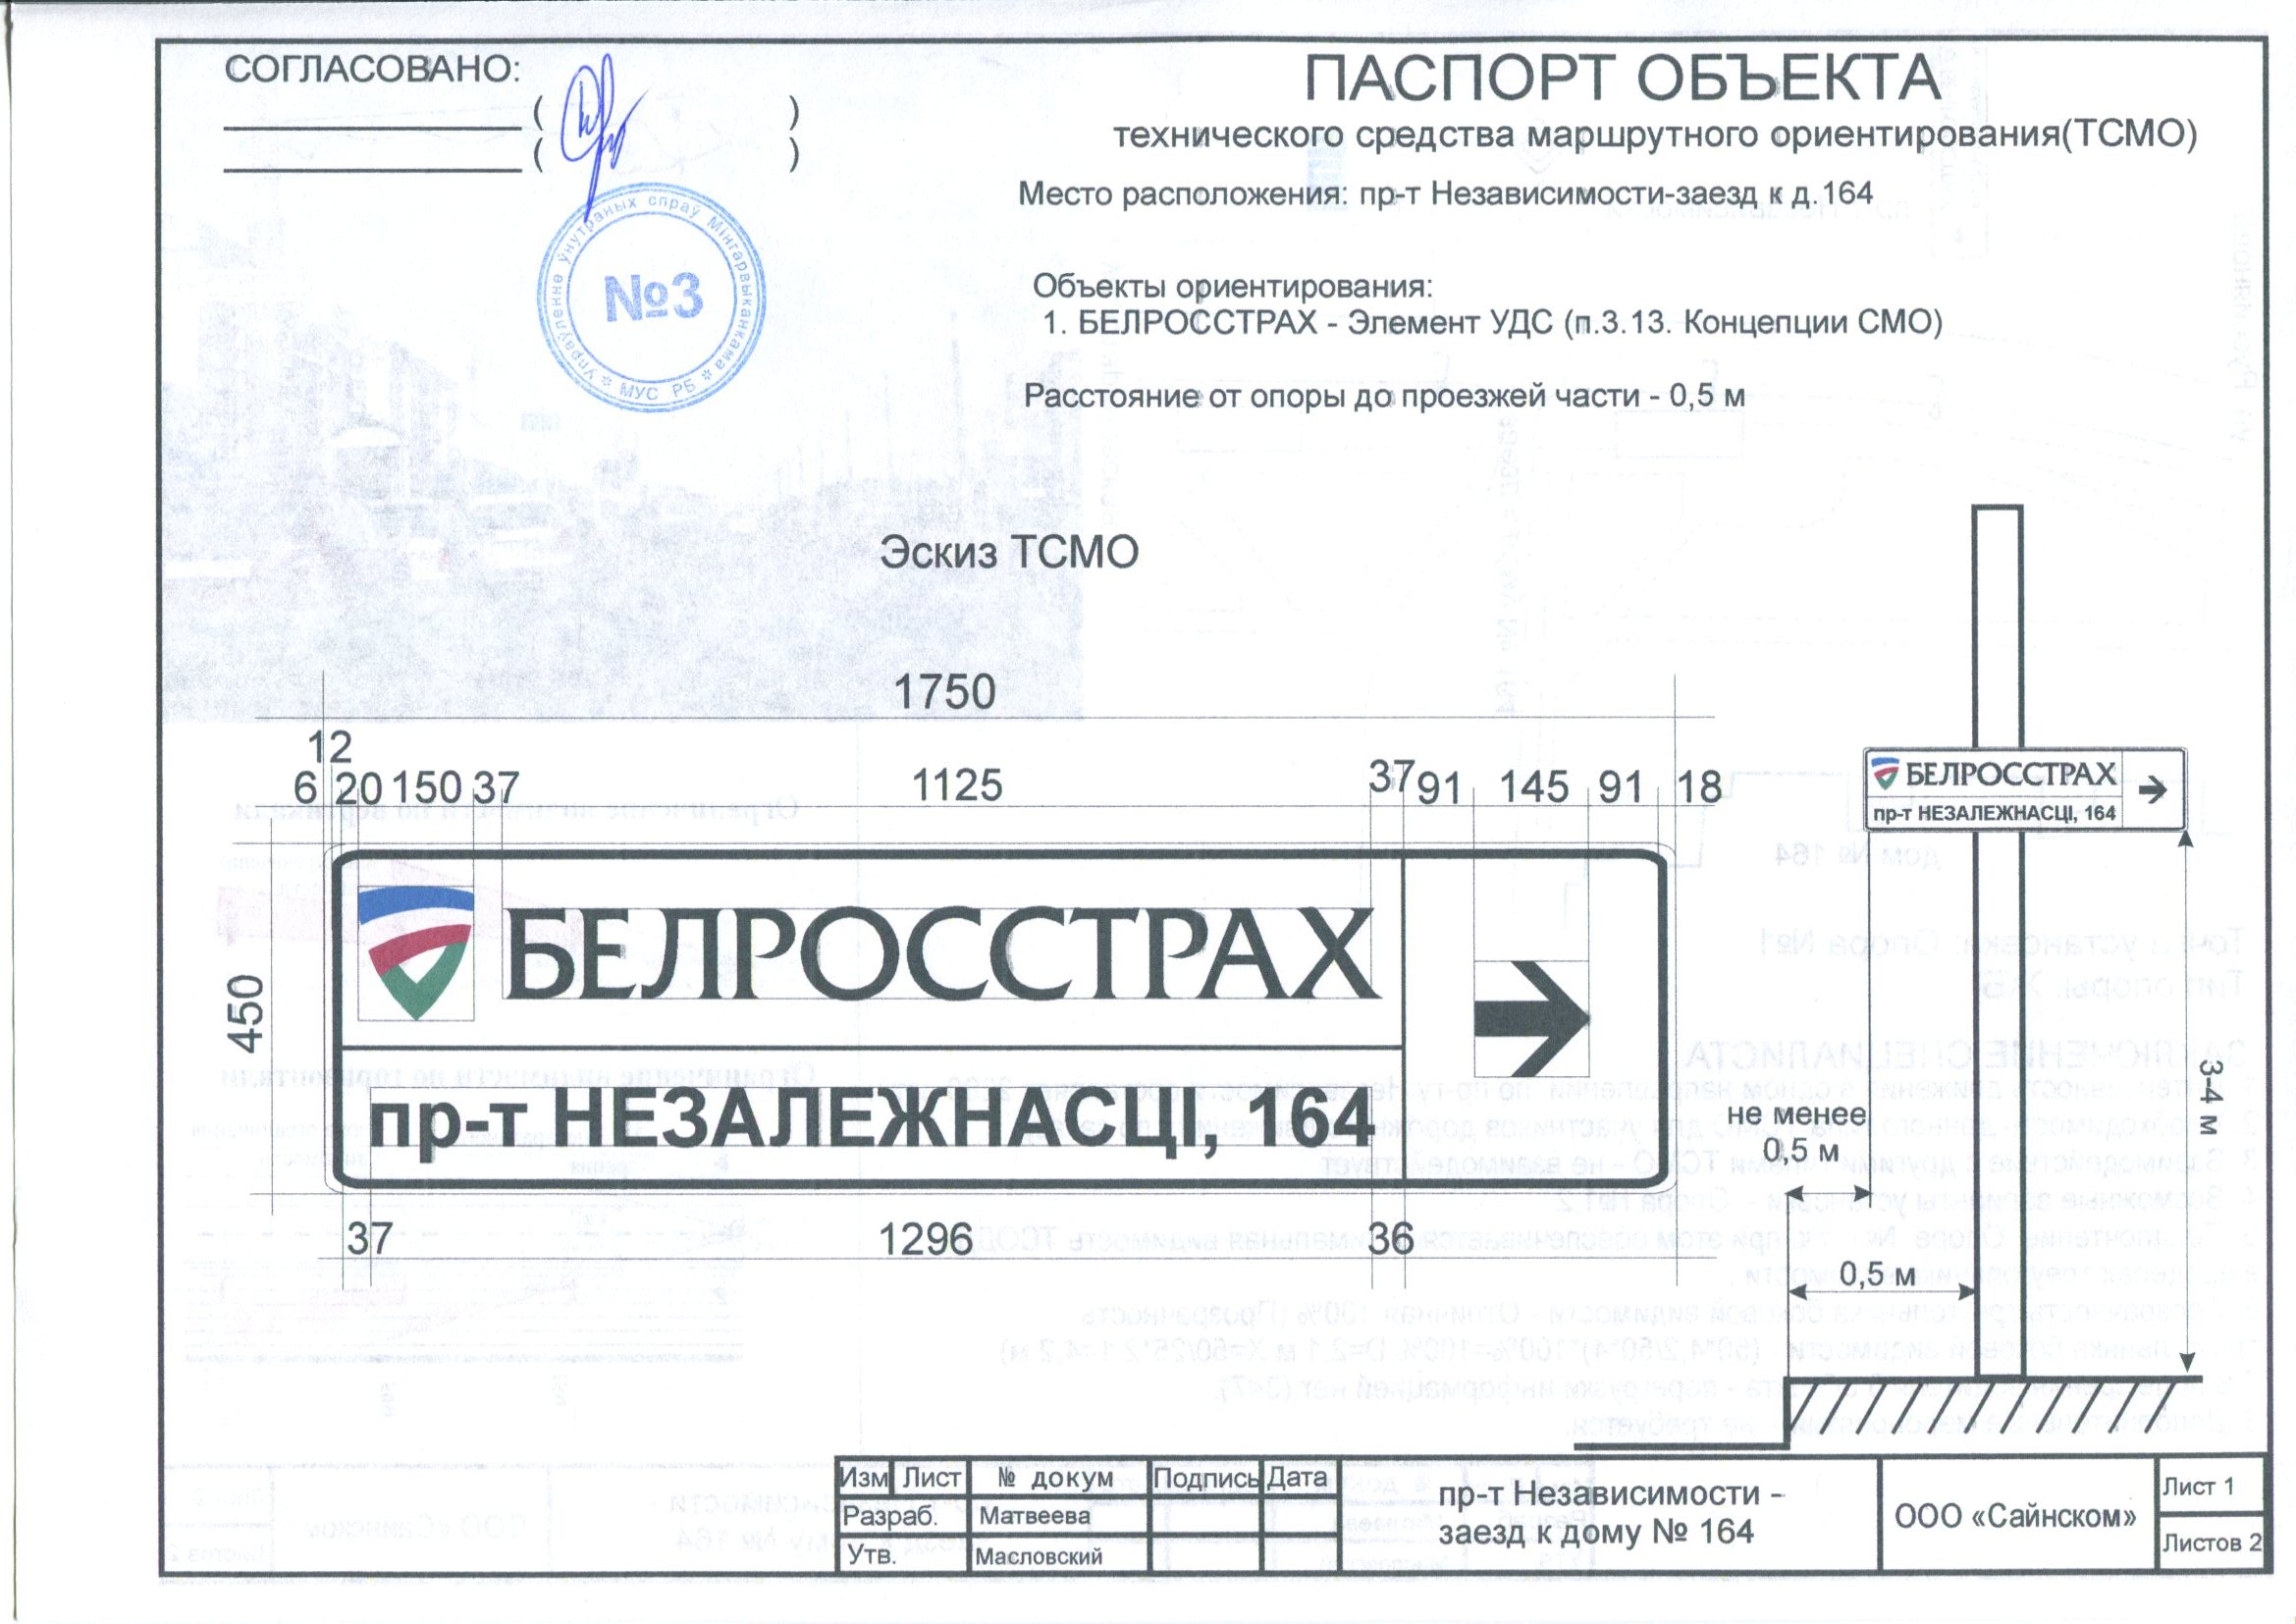 СОГЛАСОВАНО:
( )
( )
ПАСПОРТ ОБЪЕКТА
технического средства маршрутного ориентирования(ТСМО)
Место расположения: пр-т Независимости-заезд к д.164
Упраўленне ўнутраных спраў Мінгарвыканкама
МУС РБ
№3
Объекты ориентирования:
1. БЕЛРОССТРАХ - Элемент УДС (п.3.13. Концепции СМО)
Расстояние от опоры до проезжей части - 0,5 м
Эскиз ТСМО
1750
12
6 20 150 37 1125 37 91 145 91 18
БЕЛРОССТРАХ
пр-т НЕЗАЛЕЖНАСЦІ, 164
450
37 1296 36
БЕЛРОССТРАХ
пр-т НЕЗАЛЕЖНАСЦІ, 164
3-4 м
не менее
0,5 м
0,5 м
Изм Лист № докум Подпись Дата
Разраб. Матвеева
Утв. Масловский
пр-т Независимости -
заезд к дому № 164
ООО «Сайнском»
Лист 1
Листов 2